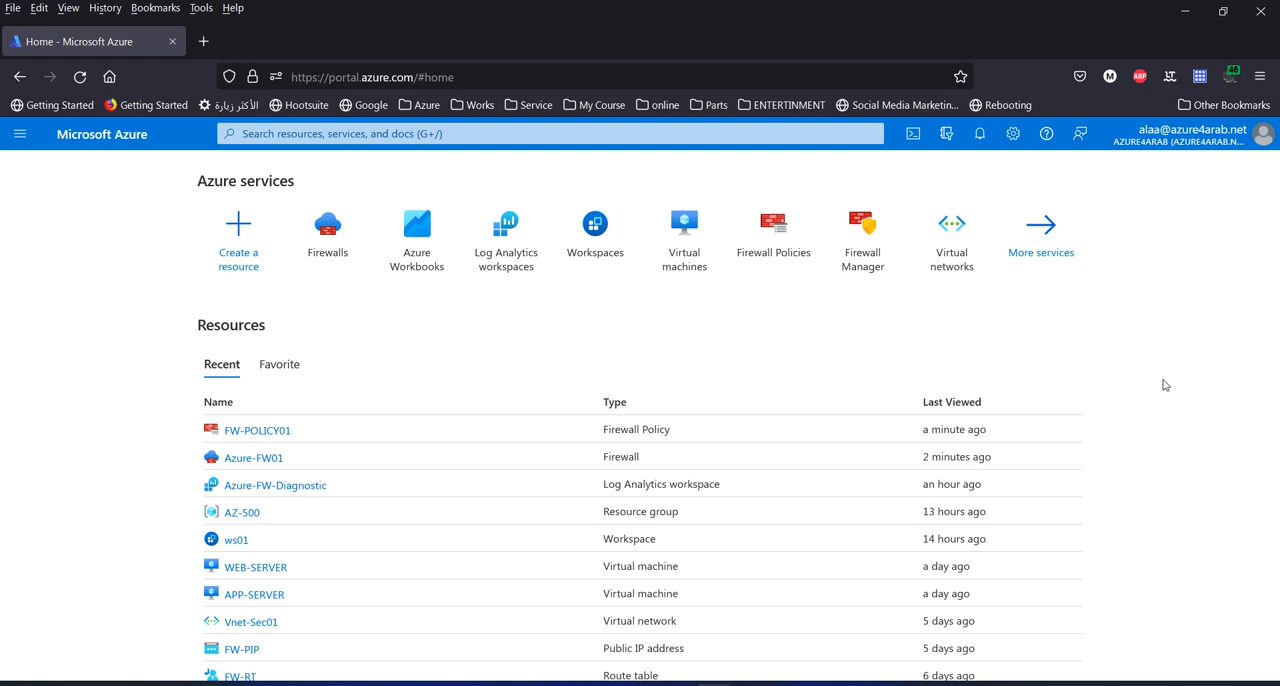 File Edit View History Bookmarks Tools Help
Home - Microsoft Azure
https://portal.azure.com/#home
46
M
ABP
Getting Started Getting Started الأكثر زيارة Hootsuite Google Azure Works Service My Course online Parts ENTERTINMENT Social Media Marketin... Rebooting Other Bookmarks
Microsoft Azure Search resources, services, and docs (G+/) alaa@azure4arab.net
AZURE4ARAB (AZURE4ARAB.N...
Azure services
Create a resource
Firewalls
Azure Workbooks
Log Analytics workspaces
Workspaces
Virtual machines
Firewall Policies
Firewall Manager
Virtual networks
More services
Resources
Recent Favorite
Name Type Last Viewed
FW-POLICY01 Firewall Policy a minute ago
Azure-FW01 Firewall 2 minutes ago
Azure-FW-Diagnostic Log Analytics workspace an hour ago
AZ-500 Resource group 13 hours ago
ws01 Workspace 14 hours ago
WEB-SERVER Virtual machine a day ago
APP-SERVER Virtual machine a day ago
Vnet-Sec01 Virtual network 5 days ago
FW-PIP Public IP address 5 days ago
FW-RT Route table 6 days ago